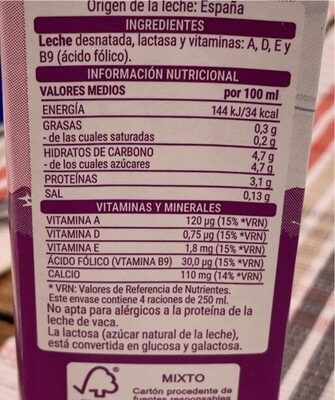 Origen de la leche: España
INGREDIENTES
Leche desnatada, lactasa y vitaminas: A, D, E y
B9 (ácido fólico).
INFORMACIÓN NUTRICIONAL
VALORES MEDIOS por 100 ml
ENERGÍA 144 kJ/34 kcal
GRASAS 0,3 g
- de las cuales saturadas 0,2 g
HIDRATOS DE CARBONO 4,7 g
- de los cuales azúcares 4,7 g
PROTEÍNAS 3,1 g
SAL 0,13 g
VITAMINAS Y MINERALES
VITAMINA A 120 µg (15% *VRN)
VITAMINA D 0,75 µg (15% *VRN)
VITAMINA E 1,8 mg (15% *VRN)
ÁCIDO FÓLICO (VTAMINA B9) 30,0 µg (15% *VRN)
CALCIO 110 mg (14% *VRN)
* VRN: Valores de Referencia de Nutrientes.
Este envase contiene 4 raciones de 250 ml.
No apta para alérgicos a la proteína de la
leche de vaca.
La lactosa (azúcar natural de la leche),
está convertida en glucosa y galactosa.
MIXTO
Cartón procedente de
fuentes responsables